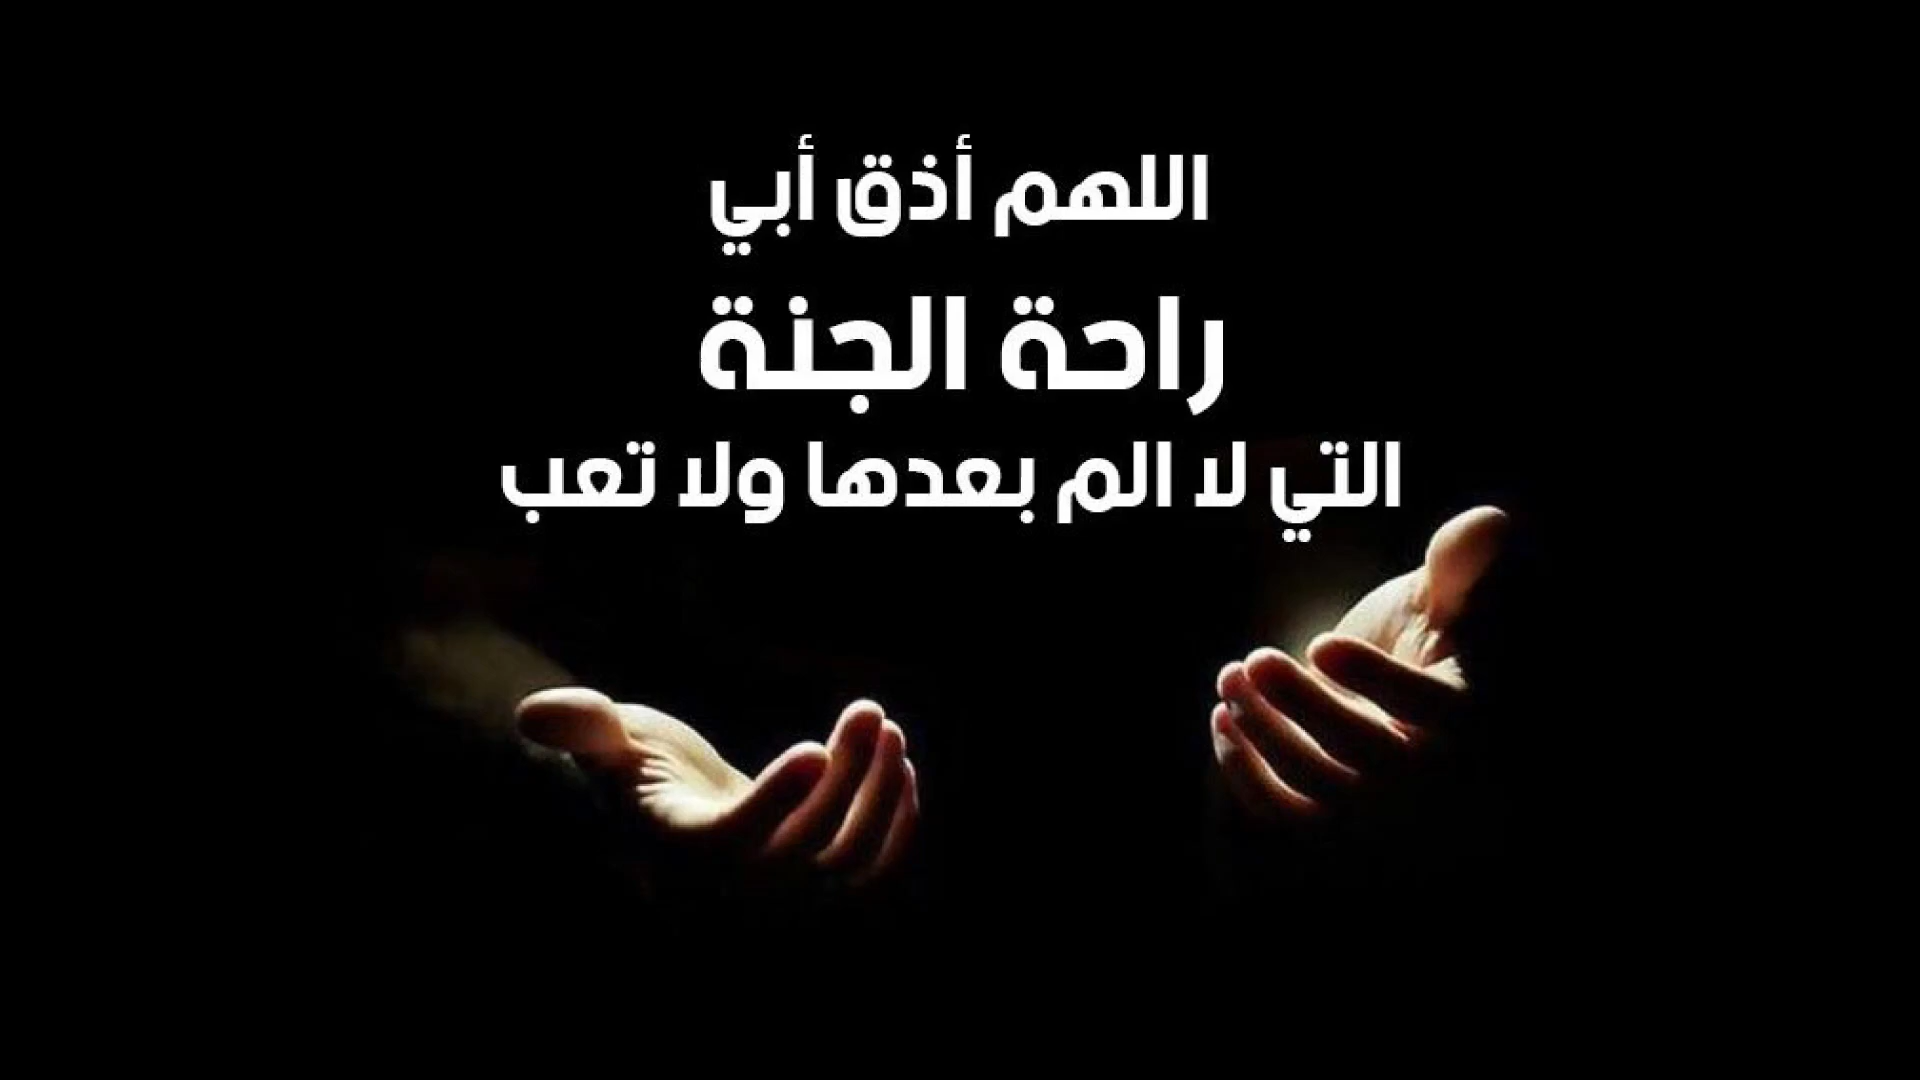 اللهم أذق أبي
راحة الجنة
التي لا الم بعدها ولا تعب